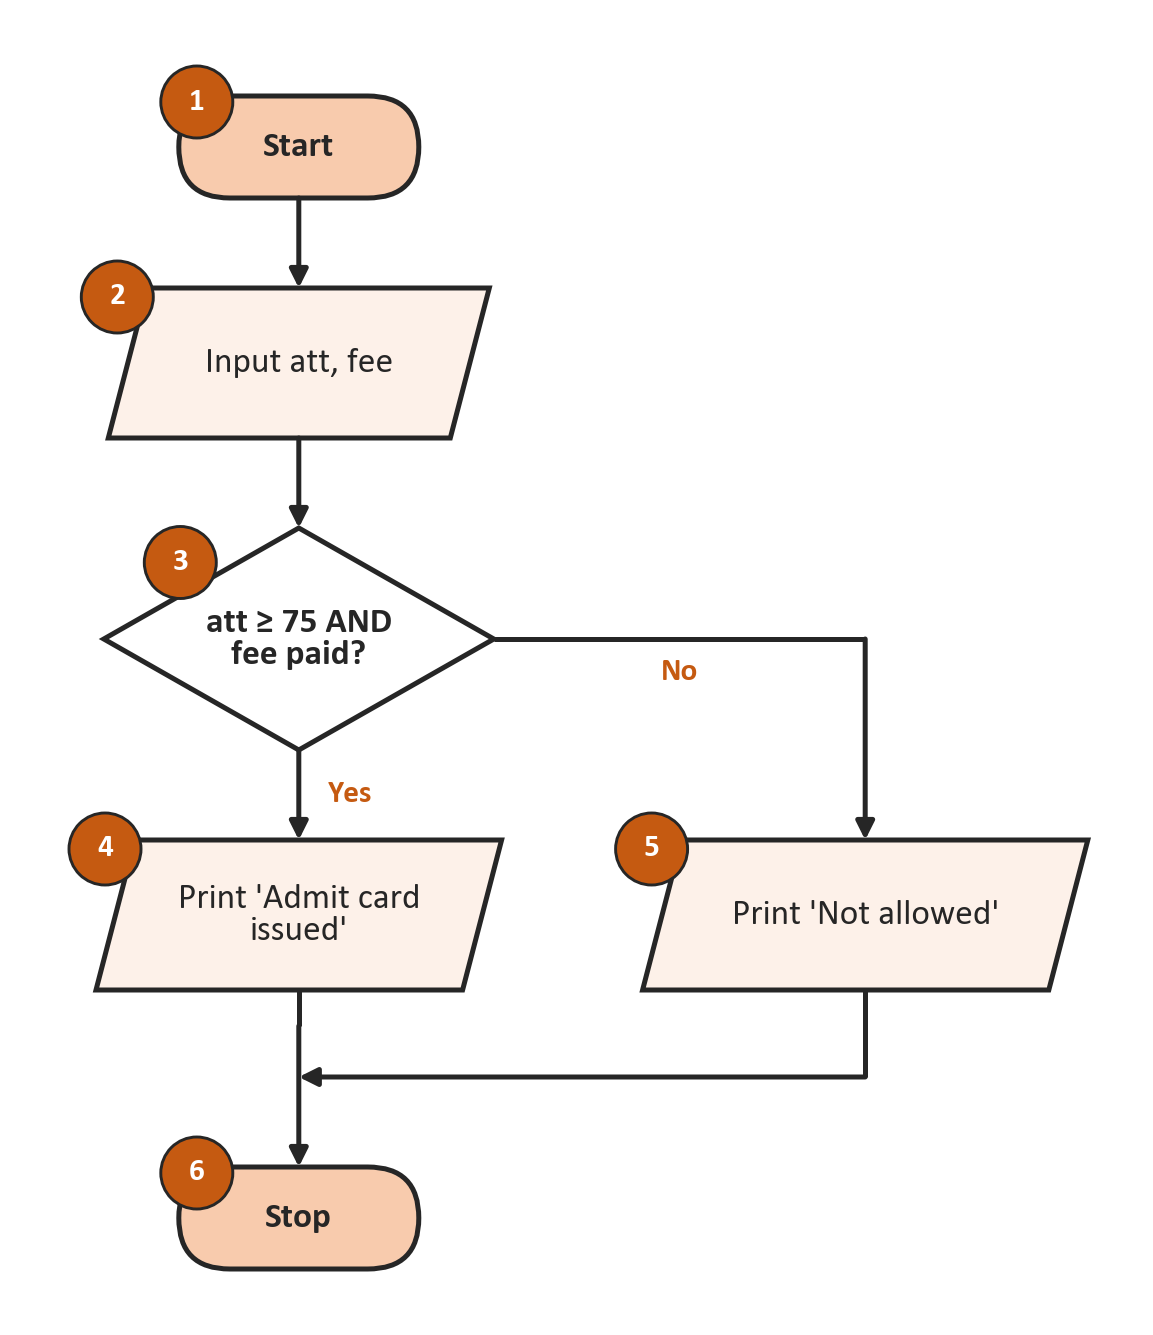 1
Start
2
Input att, fee
3
att ≥ 75 AND
fee paid?
No
Yes
4
Print 'Admit card
issued'
5
Print 'Not allowed'
6
Stop